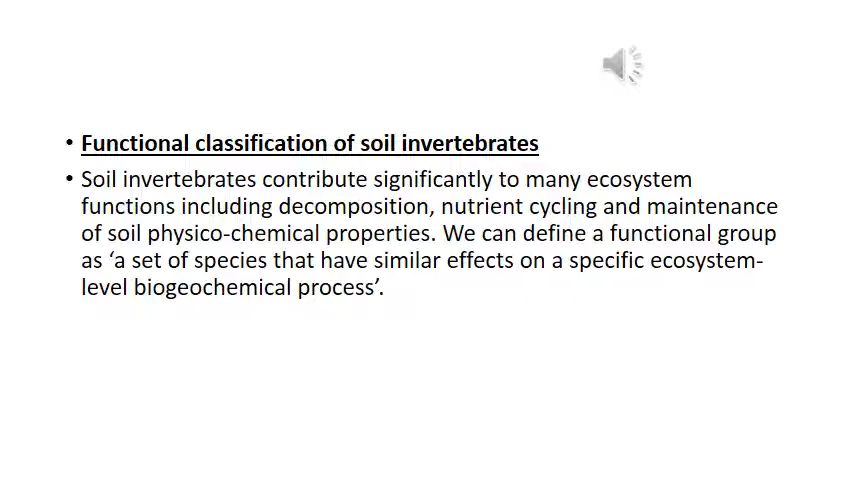 • Functional classification of soil invertebrates
• Soil invertebrates contribute significantly to many ecosystem
functions including decomposition, nutrient cycling and maintenance
of soil physico-chemical properties. We can define a functional group
as ‘a set of species that have similar effects on a specific ecosystem-
level biogeochemical process’.